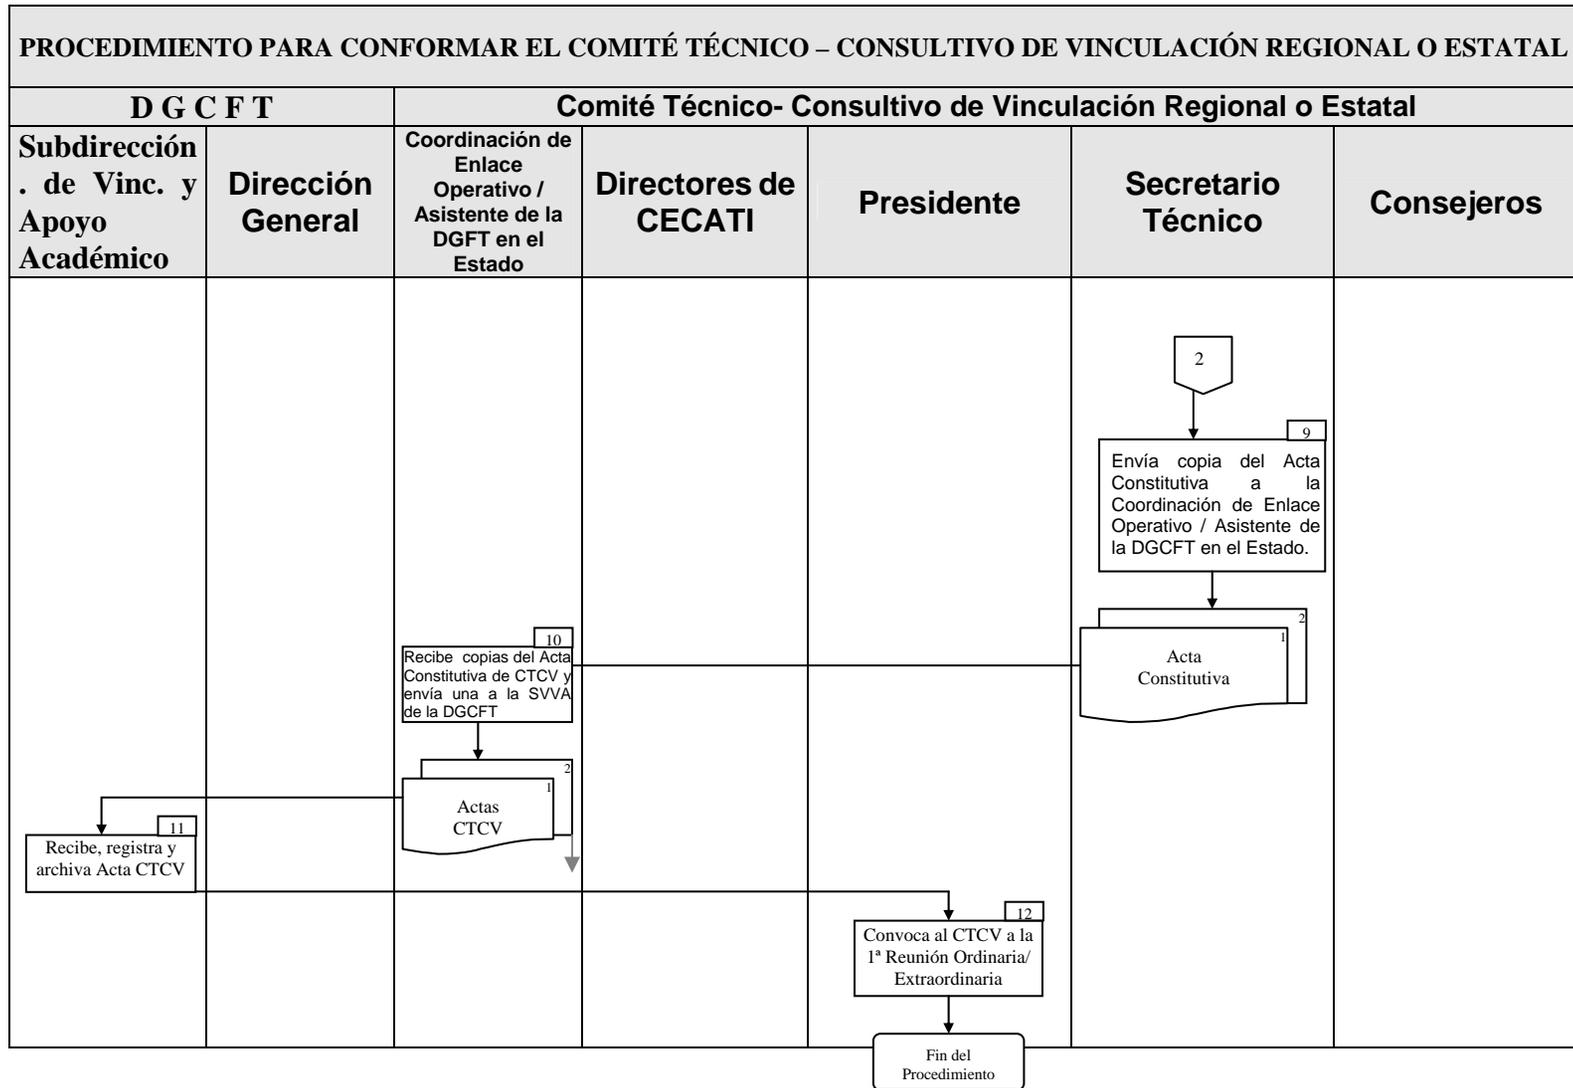 PROCEDIMIENTO PARA CONFORMAR EL COMITÉ TÉCNICO – CONSULTIVO DE VINCULACIÓN REGIONAL O ESTATAL
D G C F T
Comité Técnico- Consultivo de Vinculación Regional o Estatal
Subdirección
. de Vinc. y
Apoyo
Académico
Dirección
General
Coordinación de
Enlace
Operativo /
Asistente de la
DGFT en el
Estado
Directores de
CECATI
Presidente
Secretario
Técnico
Consejeros
2
9
Envía copia del Acta
Constitutiva a la
Coordinación de Enlace
Operativo / Asistente de
la DGCFT en el Estado.
2
1
Acta
Constitutiva
10
Recibe copias del Acta
Constitutiva de CTCV y
envía una a la SVVA
de la DGCFT
2
1
Actas
CTCV
11
Recibe, registra y
archiva Acta CTCV
12
Convoca al CTCV a la
1ª Reunión Ordinaria/
Extraordinaria
Fin del
Procedimiento